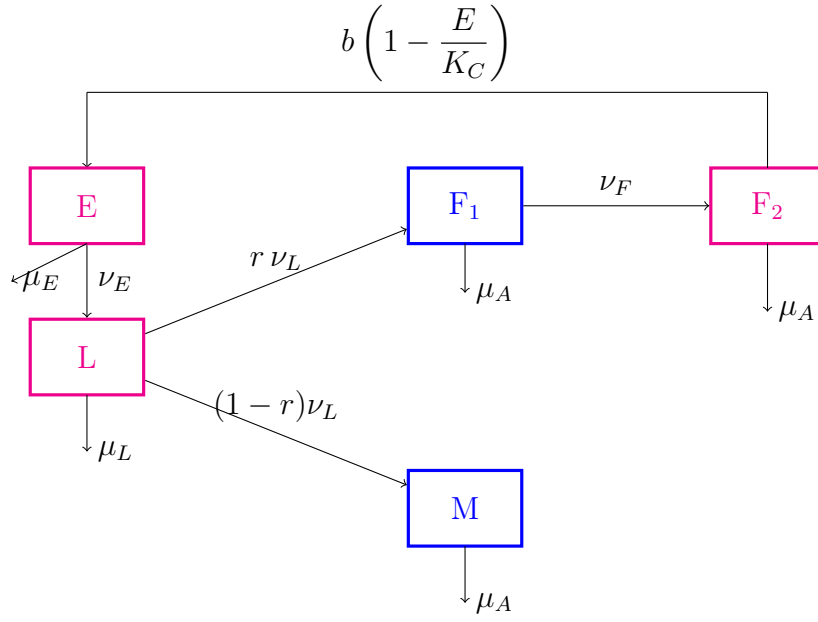 b(1 - E/K_C)
E
F₁
ν_F
F₂
μ_E
ν_E
r ν_L
μ_A
μ_A
L
(1 − r)ν_L
μ_L
M
μ_A